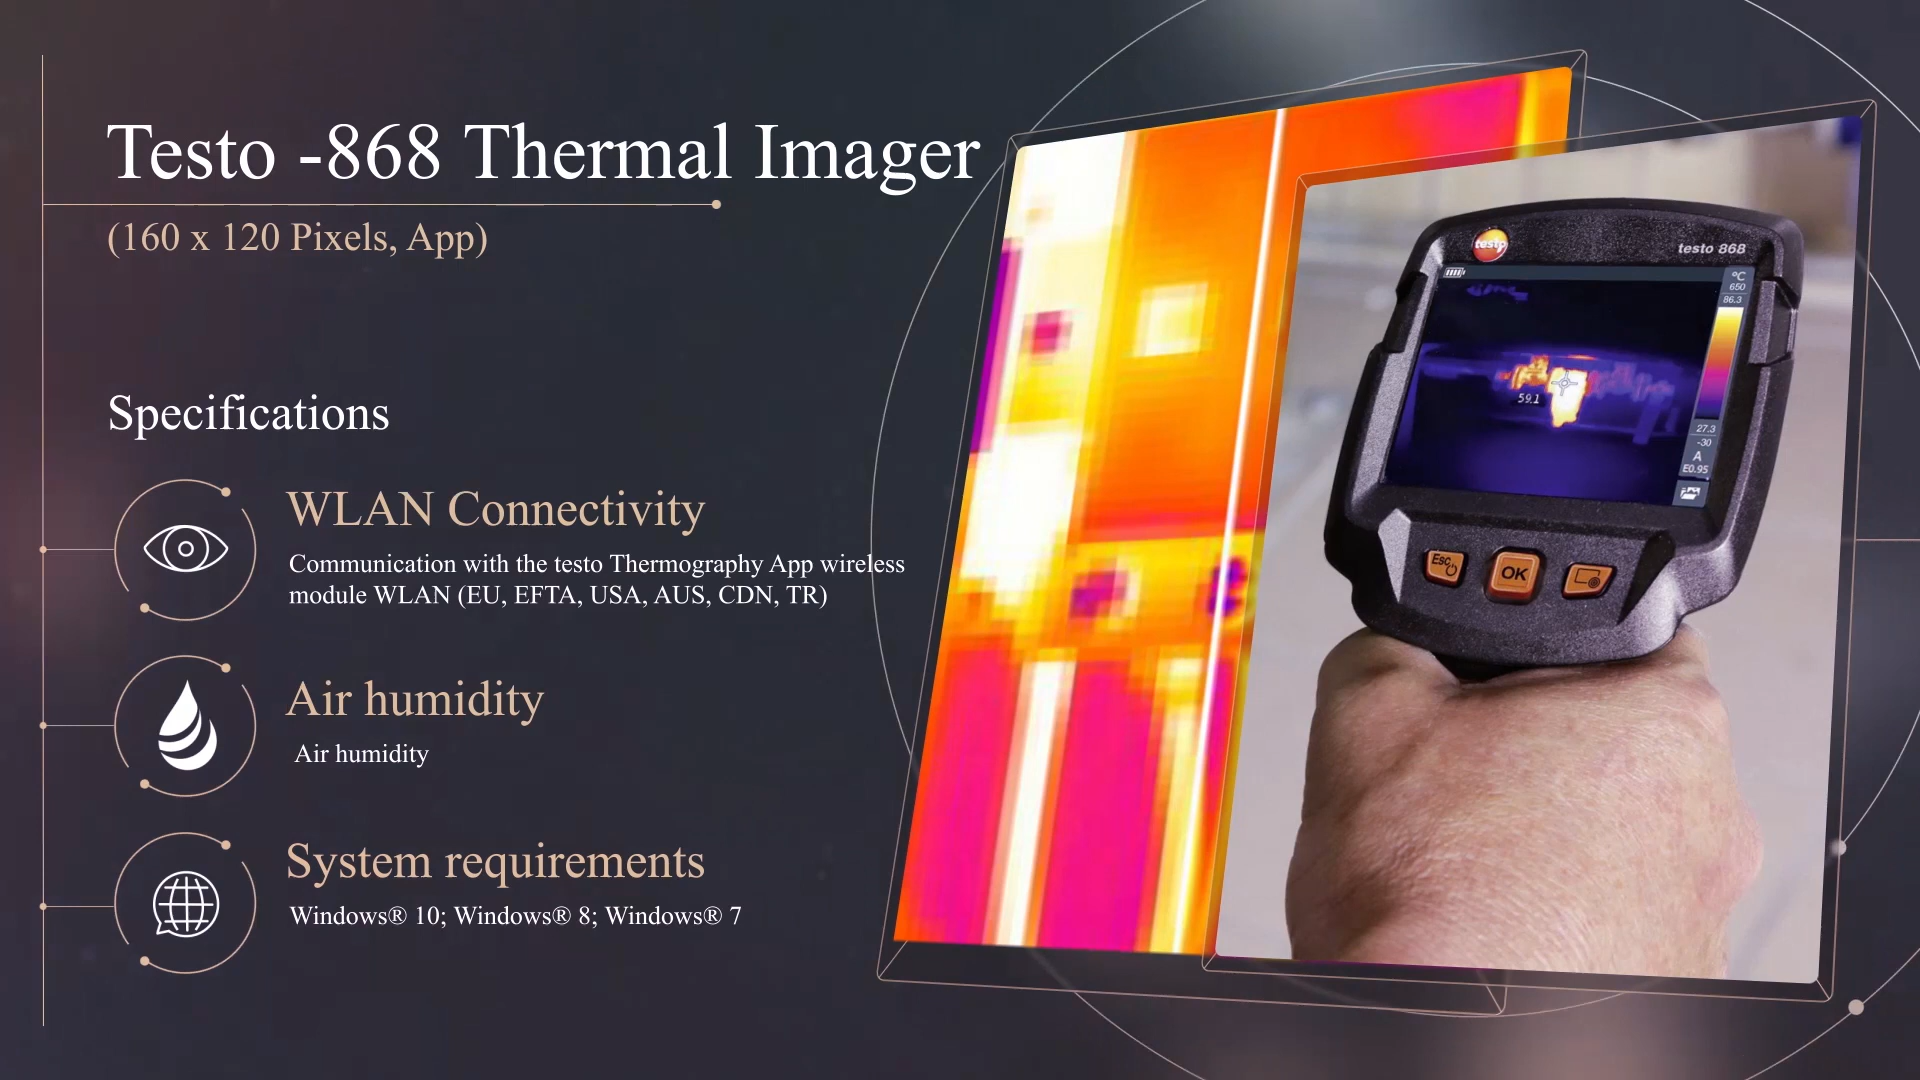 Testo -868 Thermal Imager
(160 x 120 Pixels, App)
Specifications
WLAN Connectivity
Communication with the testo Thermography App wireless
module WLAN (EU, EFTA, USA, AUS, CDN, TR)
Air humidity
Air humidity
System requirements
Windows® 10; Windows® 8; Windows® 7
testo
testo 868
°C
650
86.3
59.1
27.3
-30
A
E0.95
Esc
OK